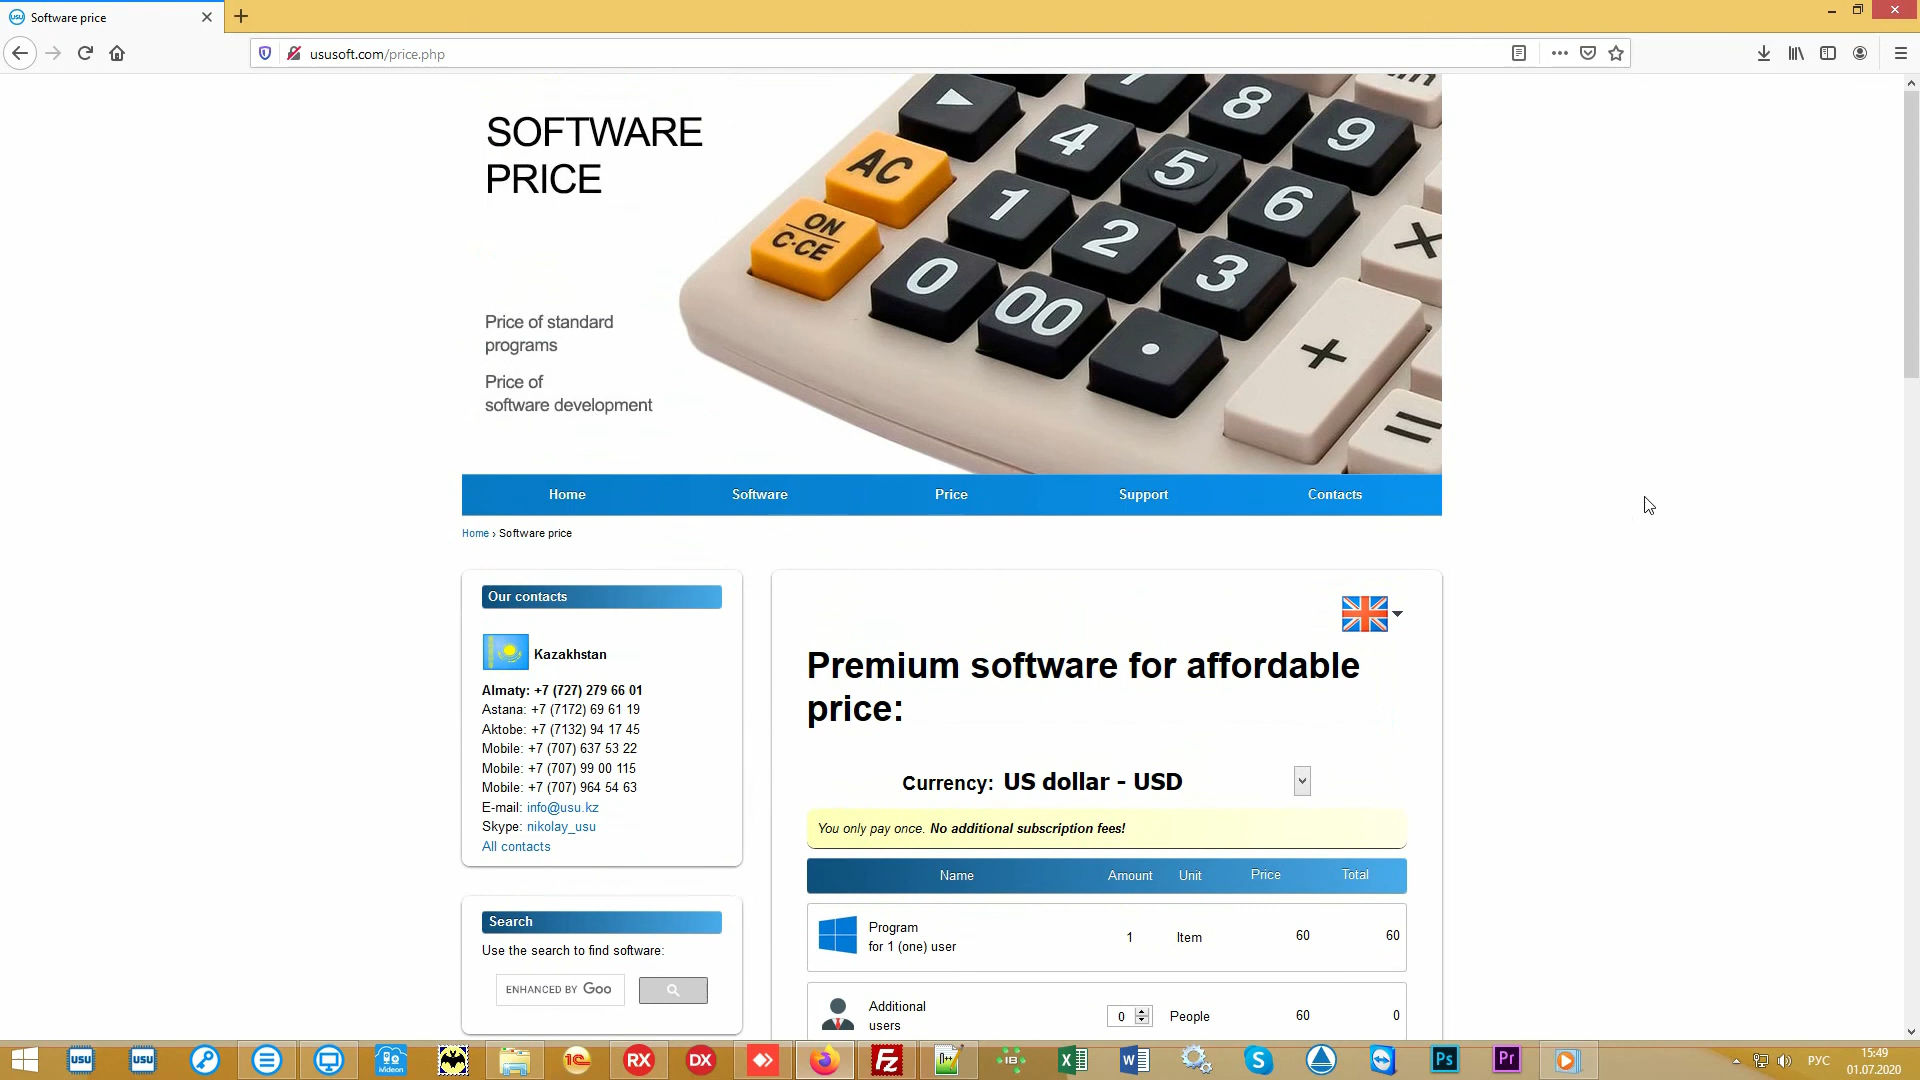 Software price
ususoft.com/price.php
SOFTWARE
PRICE
Price of standard
programs
Price of
software development
AC
ON
C·CE
8
9
4
5
6
1
2
3
0
00
+
=
Home
Software
Price
Support
Contacts
Home › Software price
Our contacts
Kazakhstan
Almaty: +7 (727) 279 66 01
Astana: +7 (7172) 69 61 19
Aktobe: +7 (7132) 94 17 45
Mobile: +7 (707) 637 53 22
Mobile: +7 (707) 99 00 115
Mobile: +7 (707) 964 54 63
E-mail: info@usu.kz
Skype: nikolay_usu
All contacts
Search
Use the search to find software:
ENHANCED BY Goo
Premium software for affordable
price:
Currency: US dollar - USD
You only pay once. No additional subscription fees!
Name Amount Unit Price Total
Program
for 1 (one) user
1 Item 60 60
Additional
users
0 People 60 0
USU
USU
ivideon
1C
RX
DX
FZ
Ps
Pr
РУС
15:49
01.07.2020